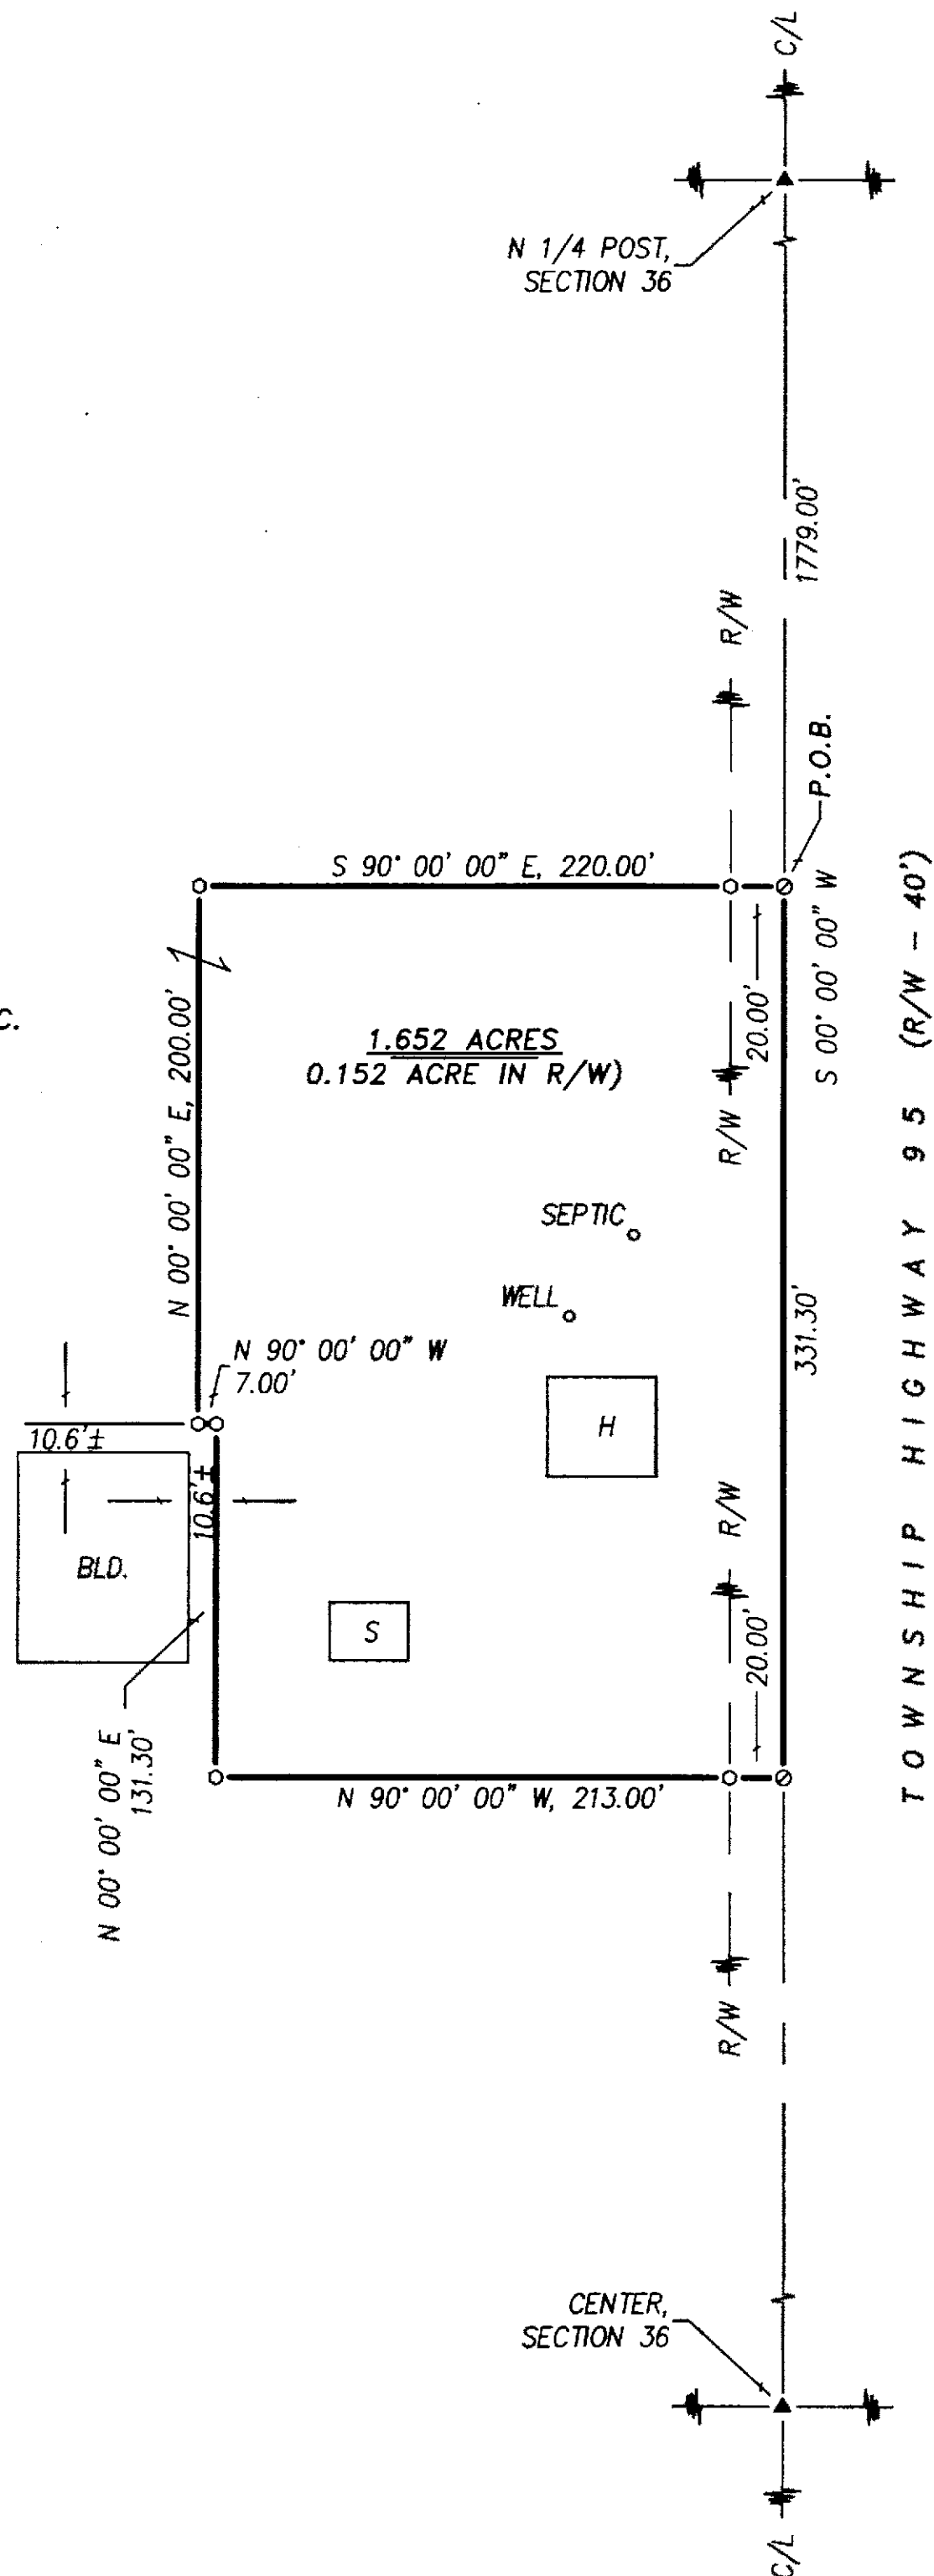 C/L
N 1/4 POST,
SECTION 36
1779.00'
R/W
P.O.B.
S 90° 00' 00" E, 220.00'
S 00° 00' 00" W
20.00'
C.
N 00° 00' 00" E, 200.00'
1.652 ACRES
0.152 ACRE IN R/W)
R/W
TOWNSHIP HIGHWAY 95 (R/W - 40')
SEPTIC
WELL
331.30'
N 90° 00' 00" W
7.00'
10.6'±
10.6'±
H
R/W
BLD.
S
20.00'
N 00° 00' 00" E
131.30'
N 90° 00' 00" W, 213.00'
R/W
CENTER,
SECTION 36
C/L